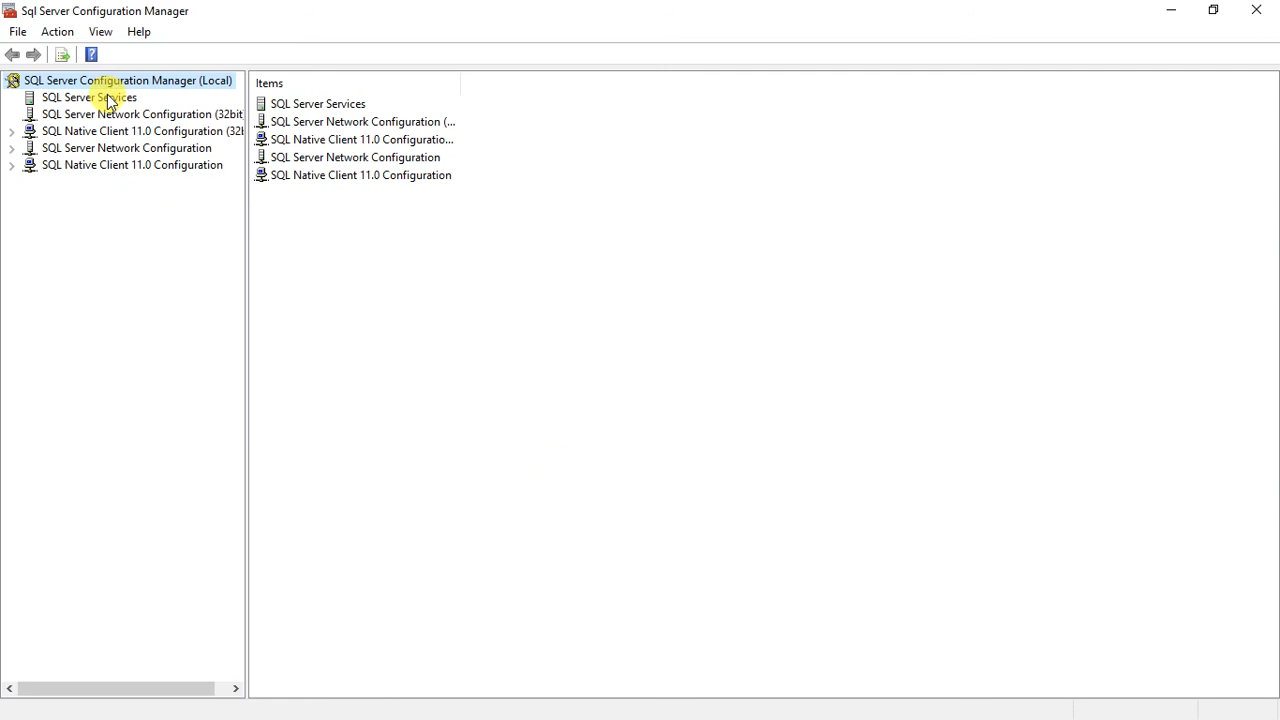 Sql Server Configuration Manager
File Action View Help
SQL Server Configuration Manager (Local)
SQL Server Services
SQL Server Network Configuration (32bit
SQL Native Client 11.0 Configuration (32b
SQL Server Network Configuration
SQL Native Client 11.0 Configuration
Items
SQL Server Services
SQL Server Network Configuration (...
SQL Native Client 11.0 Configuratio...
SQL Server Network Configuration
SQL Native Client 11.0 Configuration